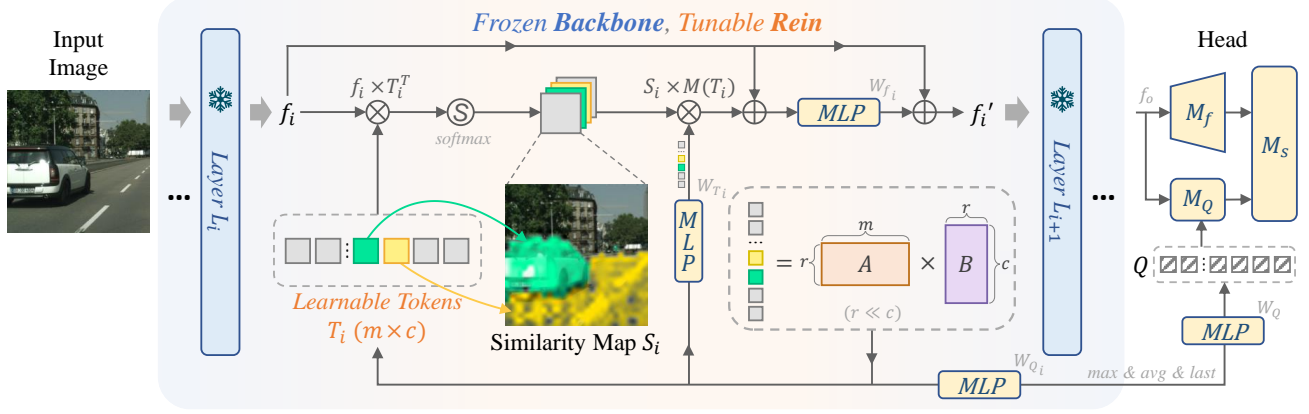 Frozen Backbone, Tunable Rein
Input
Image
Head
Layer L_i
f_i
f_i × T_i^T
S
softmax
S_i × M(T_i)
MLP
W_{f_i}
f_i'
Layer L_{i+1}
f_o
M_f
M_s
M_Q
...
...
Learnable Tokens
T_i (m × c)
Similarity Map S_i
MLP
W_{T_i}
...
=
r
m
A
×
r
B
c
(r ≪ c)
Q
W_Q
MLP
W_{Q_i}
MLP
max & avg & last